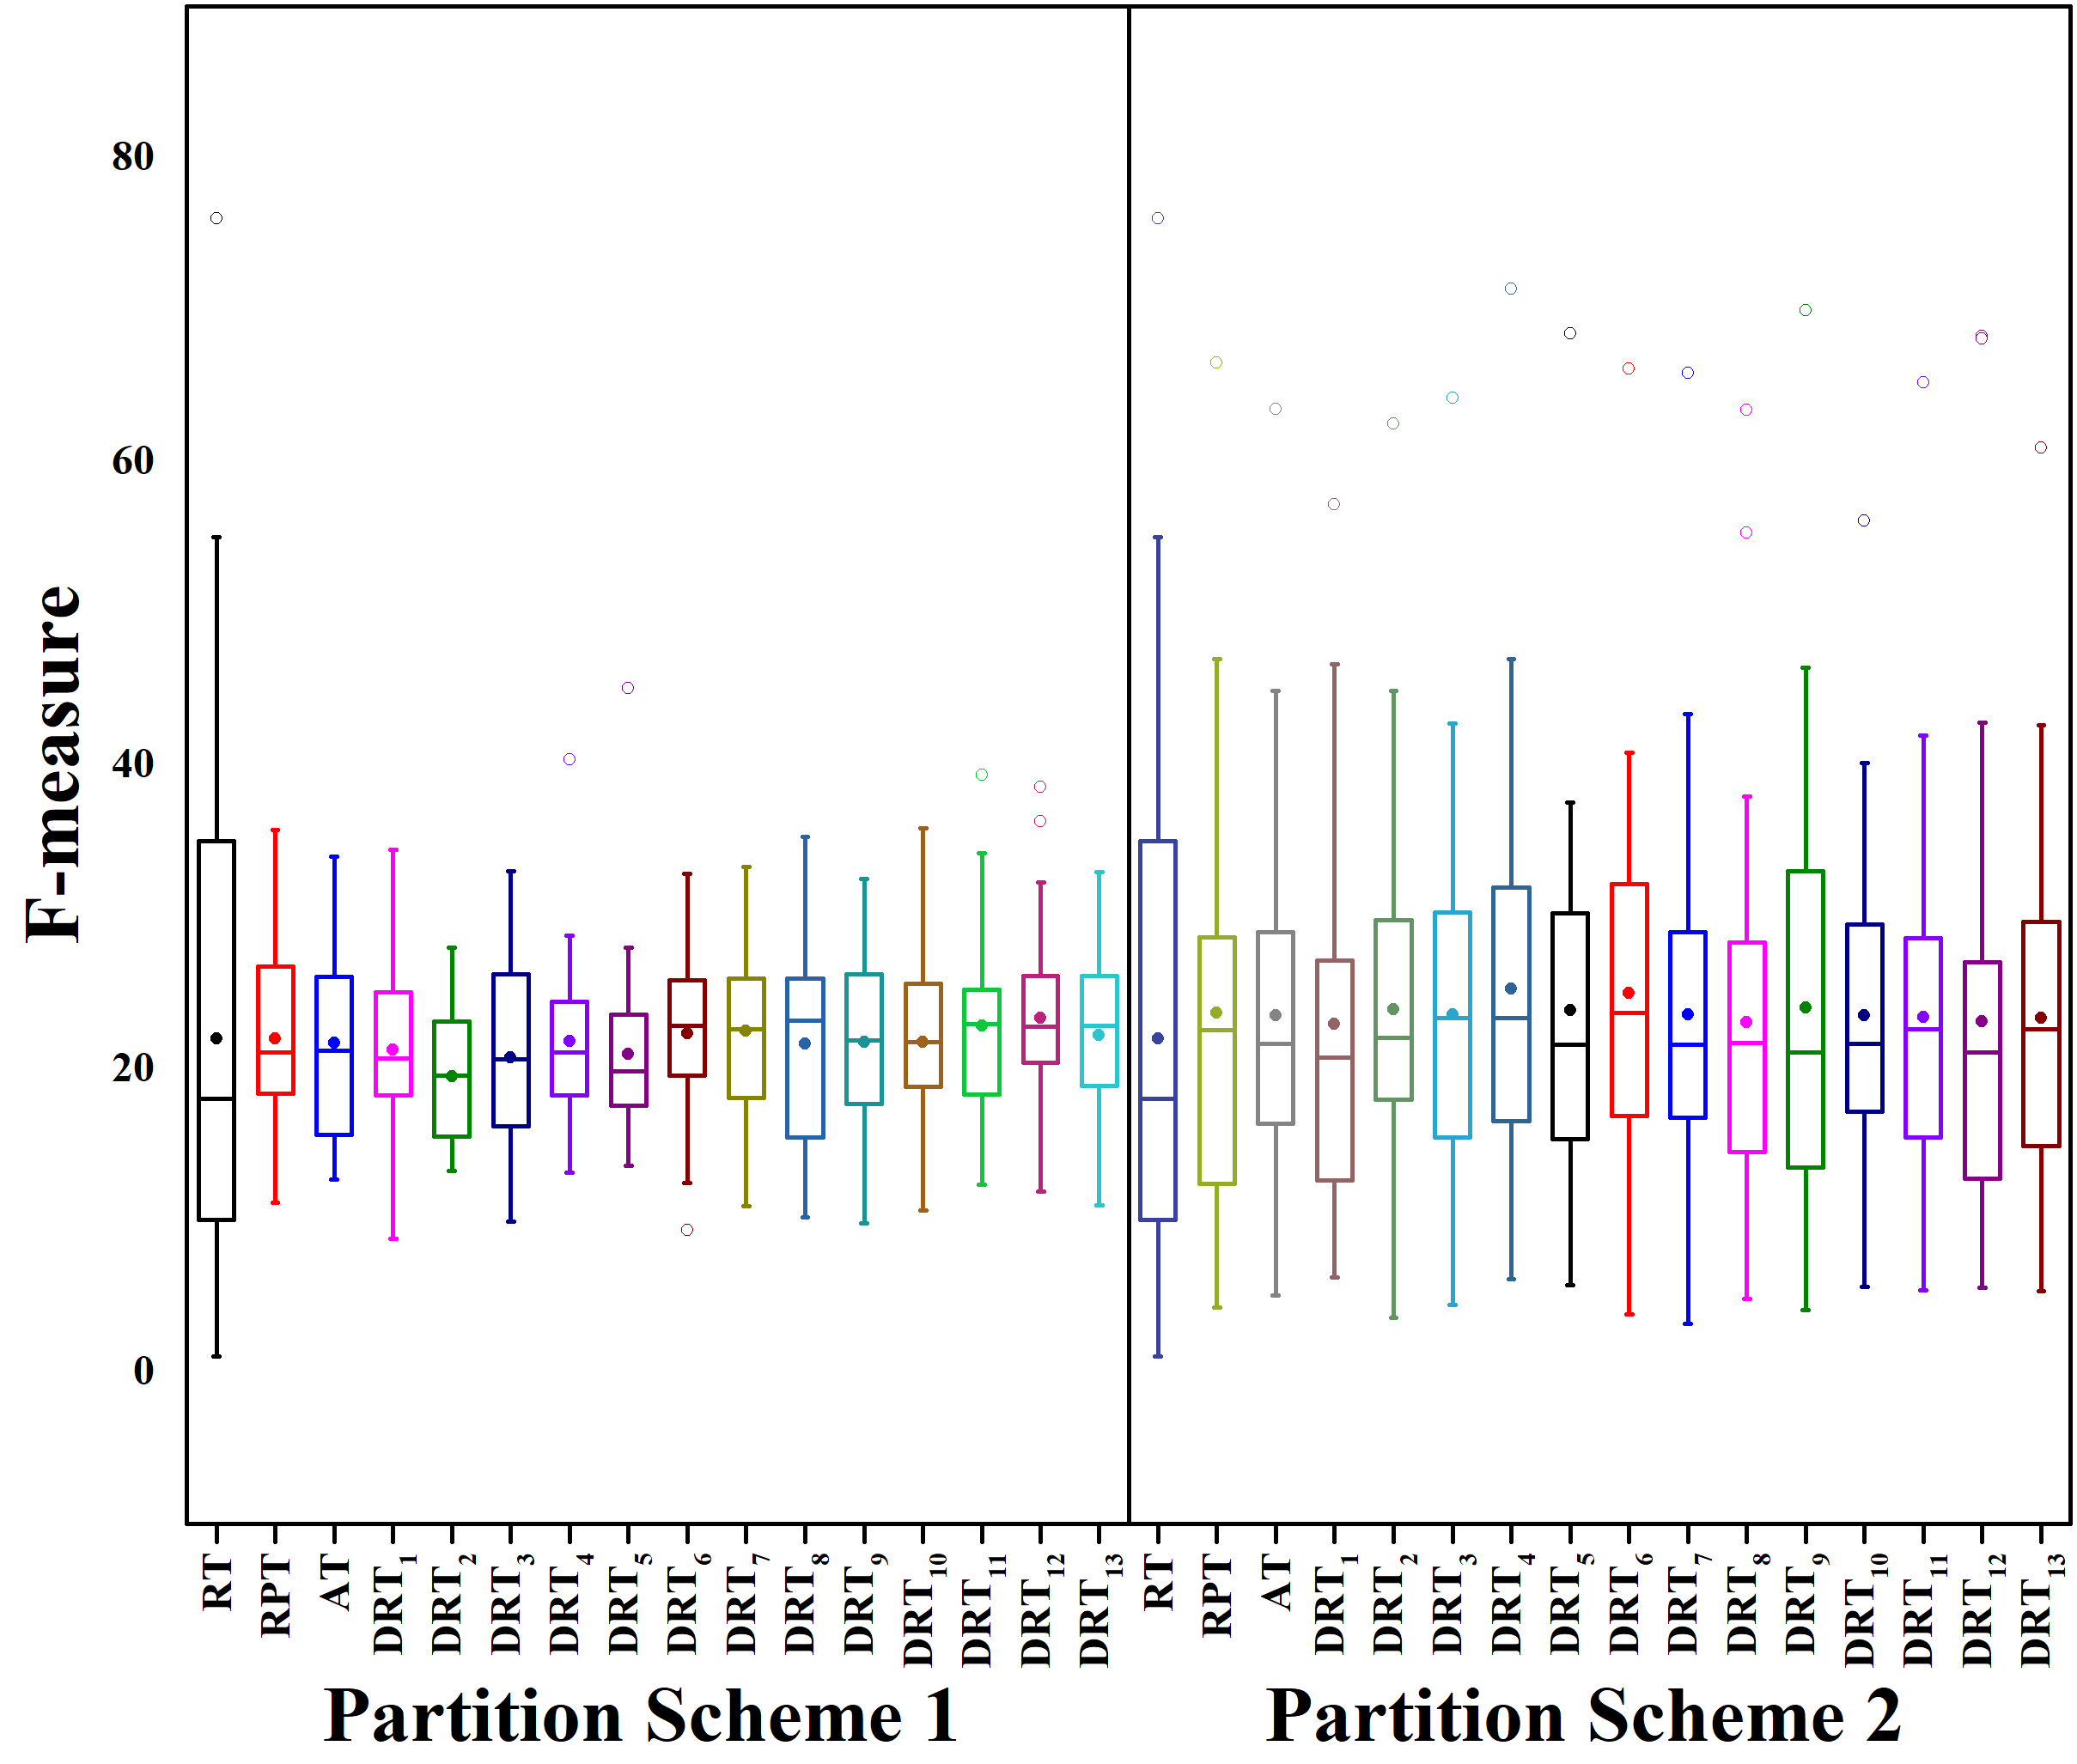 F-measure
80
60
40
20
0
RT RPT AT DRT1 DRT2 DRT3 DRT4 DRT5 DRT6 DRT7 DRT8 DRT9 DRT10 DRT11 DRT12 DRT13 RT RPT AT DRT1 DRT2 DRT3 DRT4 DRT5 DRT6 DRT7 DRT8 DRT9 DRT10 DRT11 DRT12 DRT13
Partition Scheme 1 Partition Scheme 2